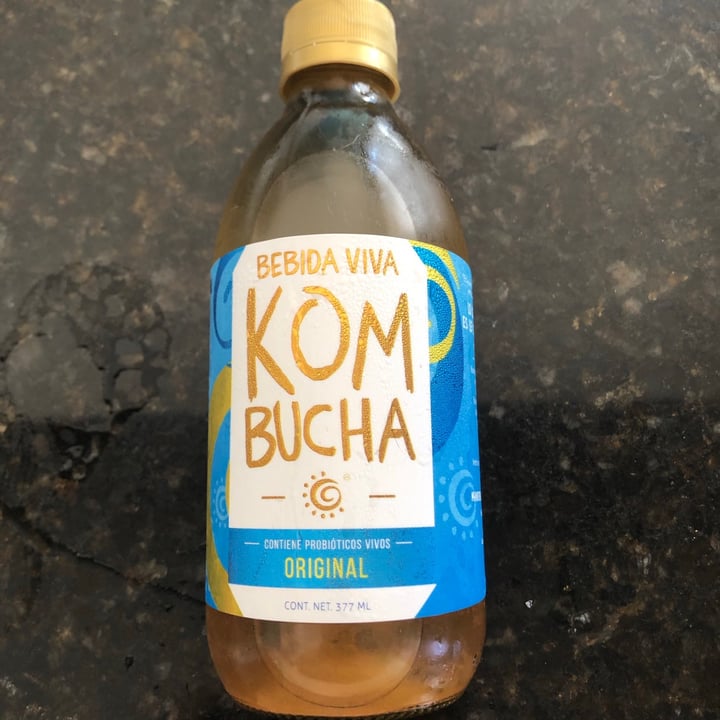 BEBIDA VIVA
KOM
BUCHA
®
CONTIENE PROBIÓTICOS VIVOS
ORIGINAL
CONT. NET. 377 ML